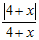 |4 + x|
4 + x